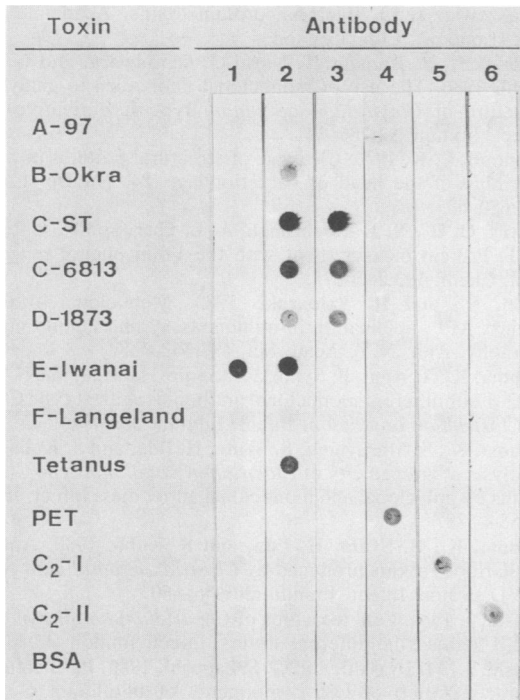 Toxin Antibody
1 2 3 4 5 6
A-97
B-Okra
C-ST
C-6813
D-1873
E-Iwanai
F-Langeland
Tetanus
PET
C₂-I
C₂-II
BSA